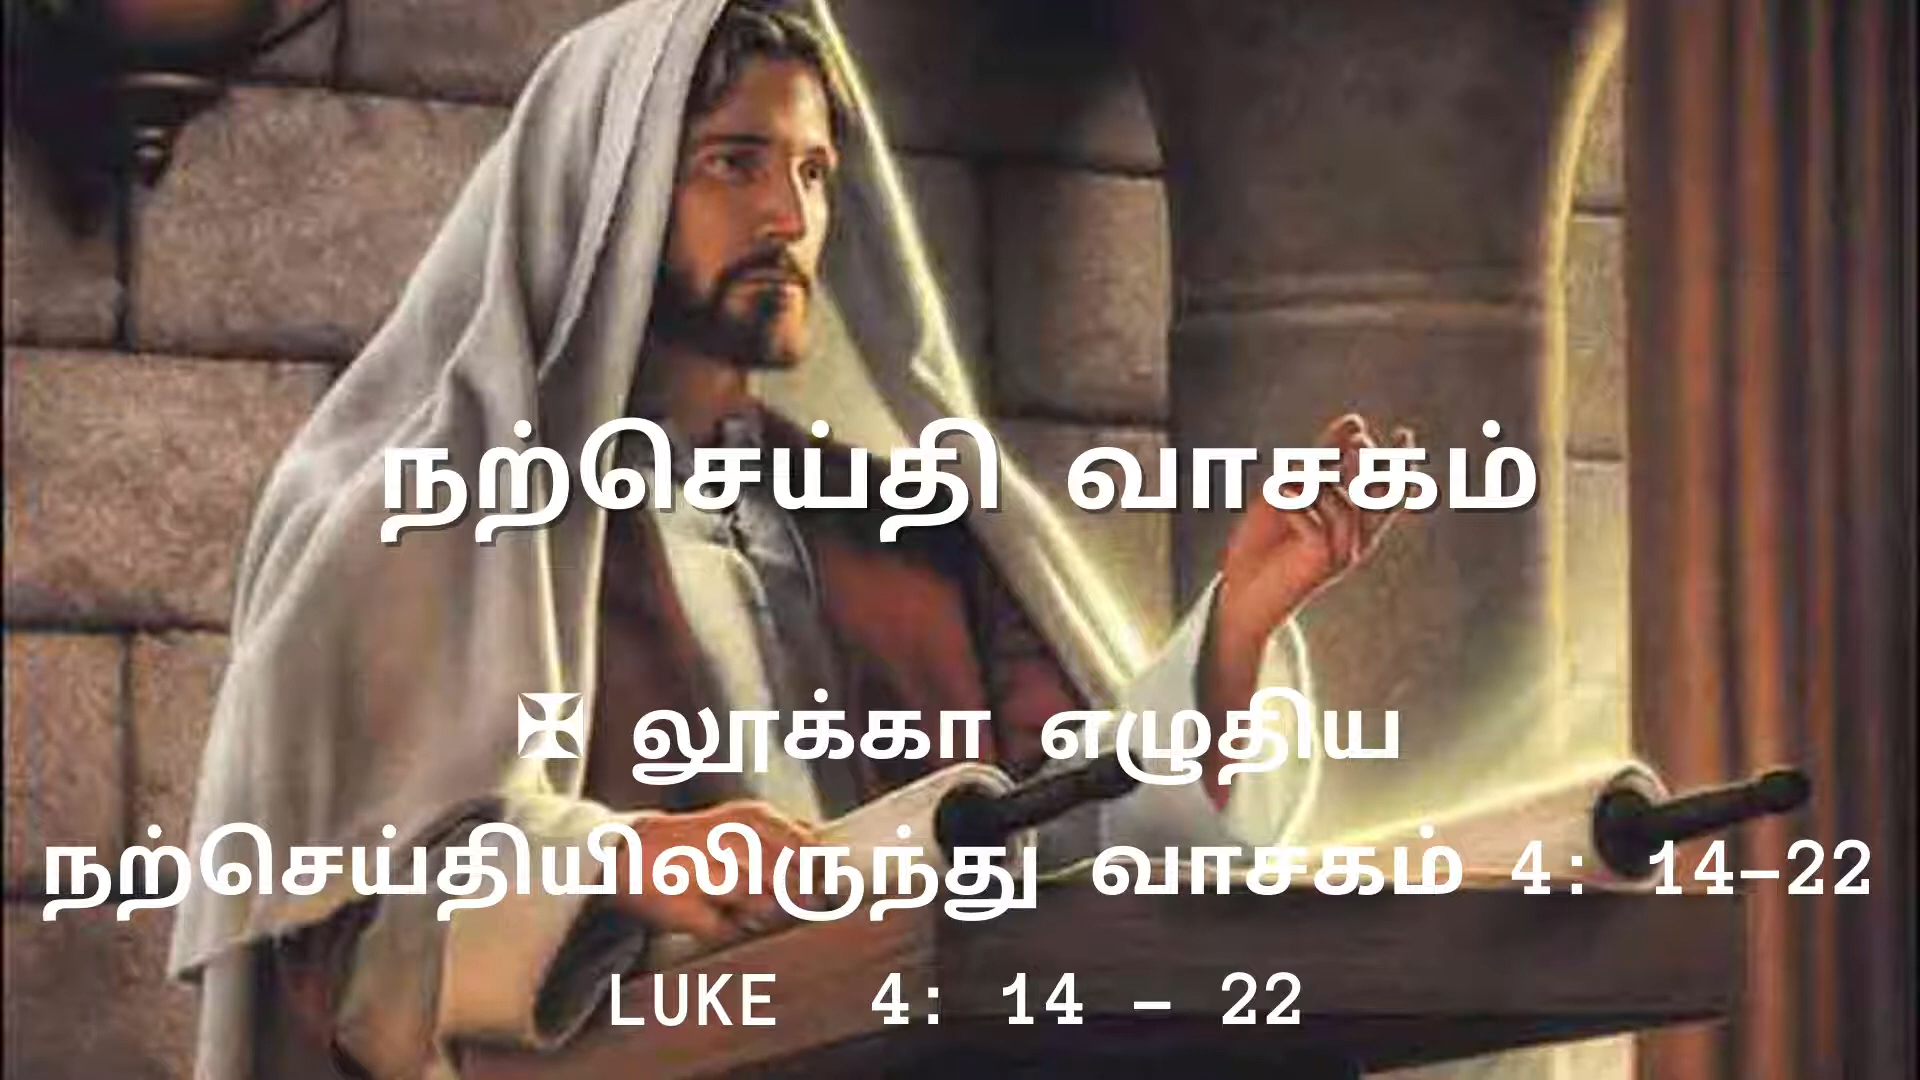 நற்செய்தி வாசகம்
✠ லூக்கா எழுதிய
நற்செய்தியிலிருந்து வாசகம் 4: 14-22
LUKE 4: 14 - 22